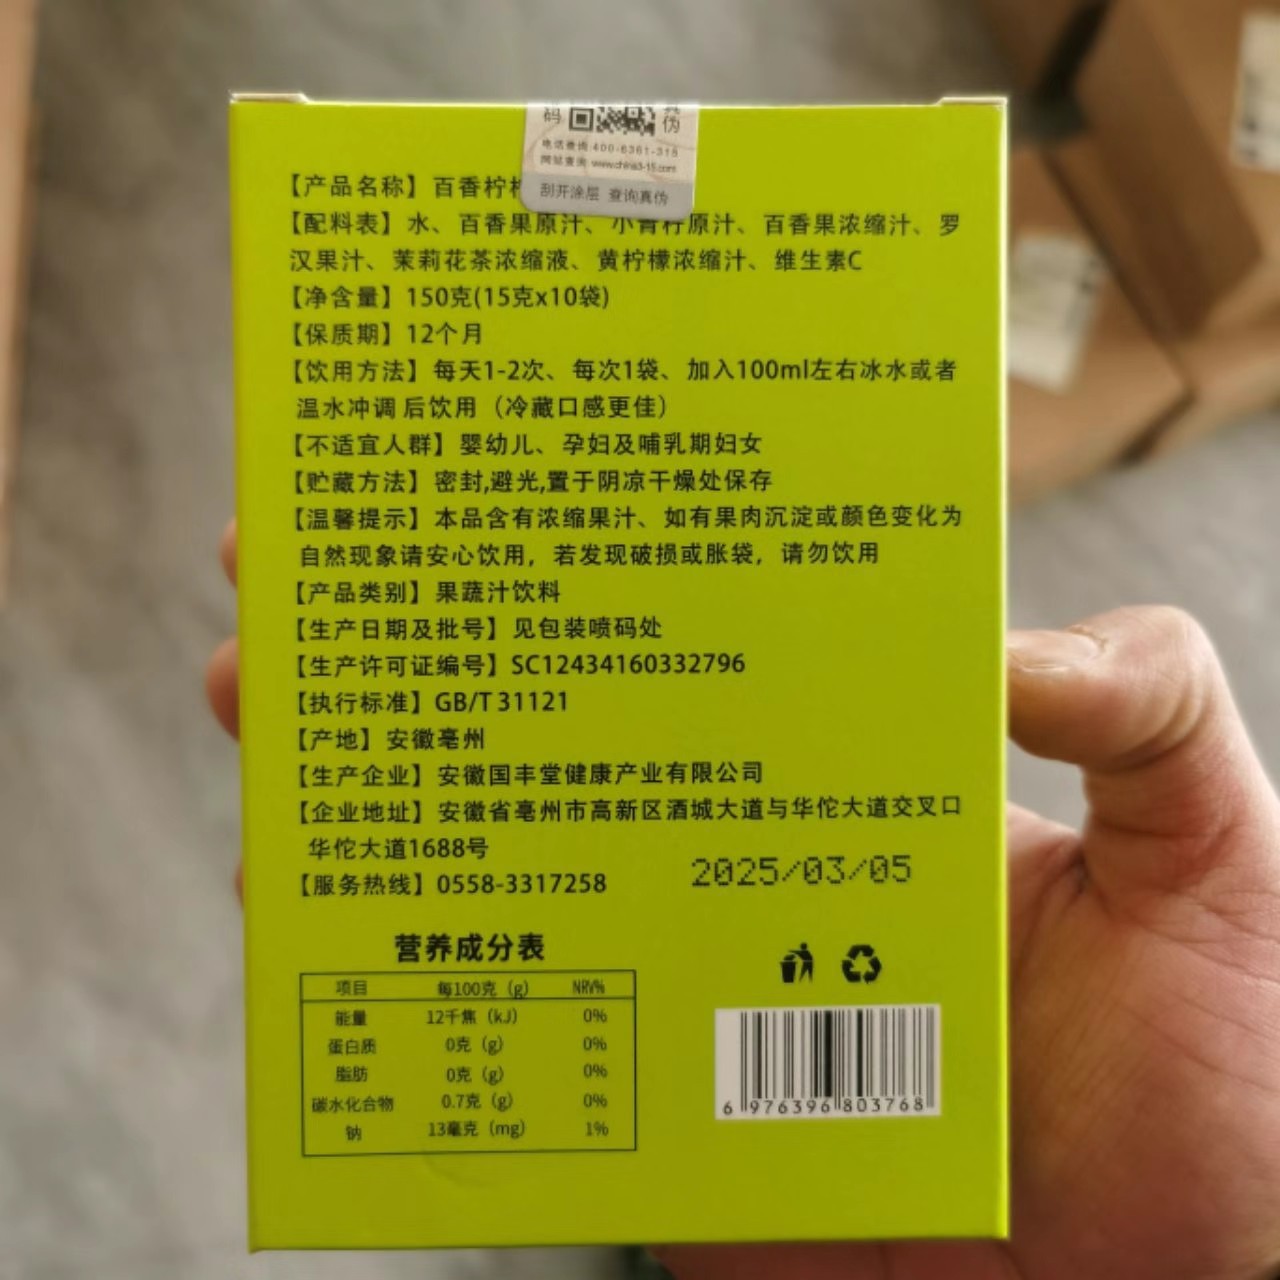 码 真伪
电话查询 400-6361-315
网站查询 www.china3-15.com
刮开涂层 查询真伪
【产品名称】百香柠
【配料表】水、百香果原汁、小青柠原汁、百香果浓缩汁、罗
汉果汁、茉莉花茶浓缩液、黄柠檬浓缩汁、维生素C
【净含量】150克(15克x10袋)
【保质期】12个月
【饮用方法】每天1-2次、每次1袋、加入100ml左右冰水或者
温水冲调后饮用（冷藏口感更佳）
【不适宜人群】婴幼儿、孕妇及哺乳期妇女
【贮藏方法】密封,避光,置于阴凉干燥处保存
【温馨提示】本品含有浓缩果汁、如有果肉沉淀或颜色变化为
自然现象请安心饮用，若发现破损或胀袋，请勿饮用
【产品类别】果蔬汁饮料
【生产日期及批号】见包装喷码处
【生产许可证编号】SC12434160332796
【执行标准】GB/T 31121
【产地】安徽亳州
【生产企业】安徽国丰堂健康产业有限公司
【企业地址】安徽省亳州市高新区酒城大道与华佗大道交叉口
华佗大道1688号
【服务热线】0558-3317258
2025/03/05
营养成分表
项目 每100克（g） NRV%
能量 12千焦（kJ） 0%
蛋白质 0克（g） 0%
脂肪 0克（g） 0%
碳水化合物 0.7克（g） 0%
钠 13毫克（mg） 1%
6 976396 803768